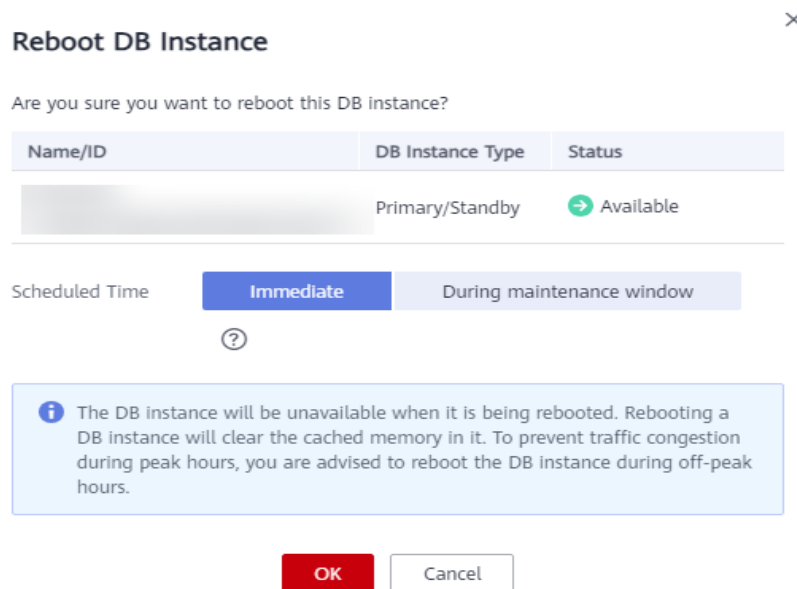 Reboot DB Instance
Are you sure you want to reboot this DB instance?
Name/ID DB Instance Type Status
Primary/Standby Available
Scheduled Time Immediate During maintenance window
?
The DB instance will be unavailable when it is being rebooted. Rebooting a
DB instance will clear the cached memory in it. To prevent traffic congestion
during peak hours, you are advised to reboot the DB instance during off-peak
hours.
OK Cancel